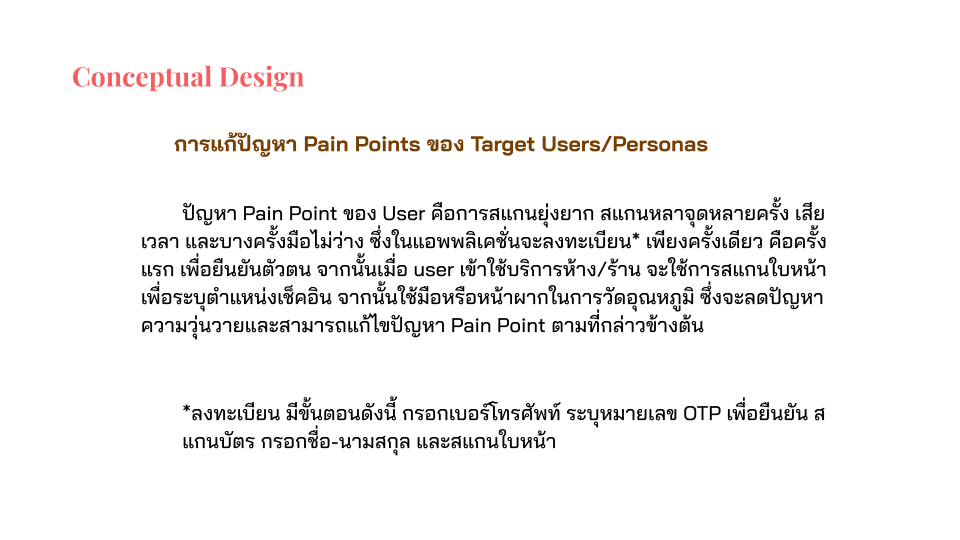 Conceptual Design
การแก้ปัญหา Pain Points ของ Target Users/Personas
ปัญหา Pain Point ของ User คือการสแกนยุ่งยาก สแกนหลาจุดหลายครั้ง เสีย
เวลา และบางครั้งมือไม่ว่าง ซึ่งในแอพพลิเคชั่นจะลงทะเบียน* เพียงครั้งเดียว คือครั้ง
แรก เพื่อยืนยันตัวตน จากนั้นเมื่อ user เข้าใช้บริการห้าง/ร้าน จะใช้การสแกนใบหน้า
เพื่อระบุตำแหน่งเช็คอิน จากนั้นใช้มือหรือหน้าผากในการวัดอุณหภูมิ ซึ่งจะลดปัญหา
ความวุ่นวายและสามารถแก้ไขปัญหา Pain Point ตามที่กล่าวข้างต้น
*ลงทะเบียน มีขั้นตอนดังนี้ กรอกเบอร์โทรศัพท์ ระบุหมายเลข OTP เพื่อยืนยัน ส
แกนบัตร กรอกชื่อ-นามสกุล และสแกนใบหน้า